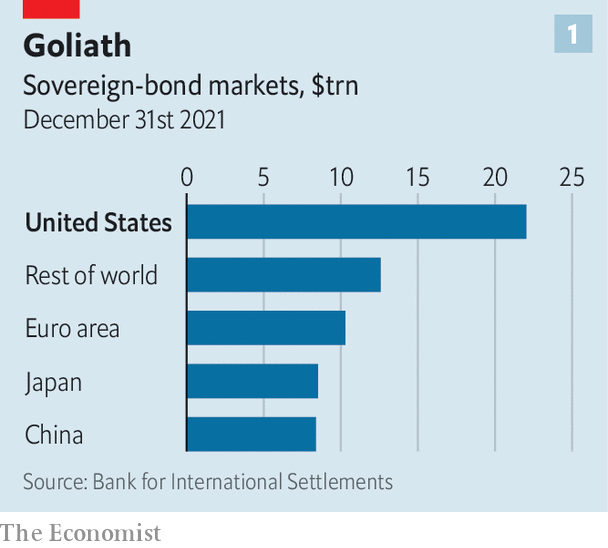 Goliath
1
Sovereign-bond markets, $trn
December 31st 2021
0 5 10 15 20 25
United States
Rest of world
Euro area
Japan
China
Source: Bank for International Settlements
The Economist